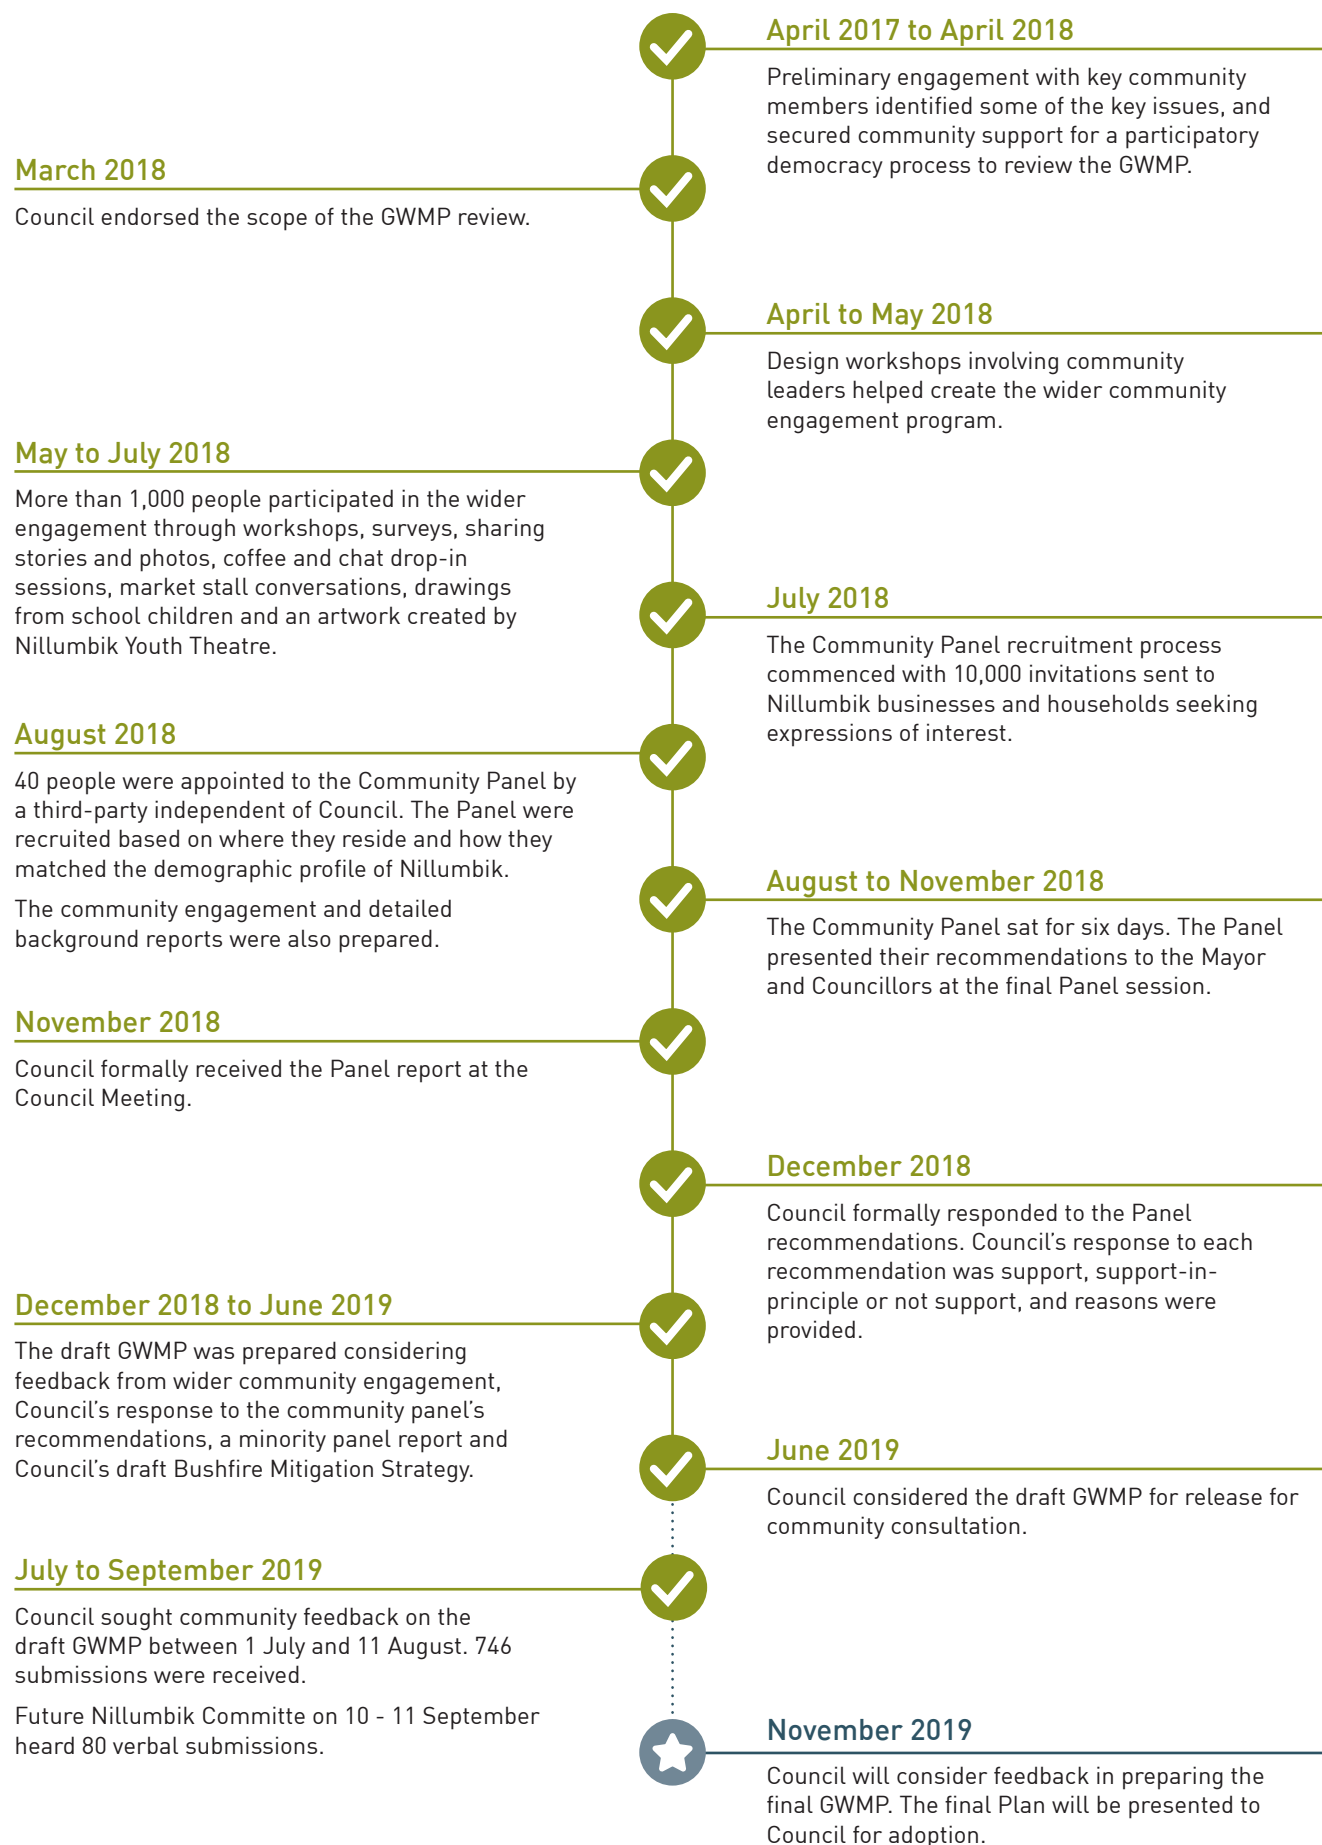 April 2017 to April 2018
Preliminary engagement with key community
members identified some of the key issues, and
secured community support for a participatory
democracy process to review the GWMP.
March 2018
Council endorsed the scope of the GWMP review.
April to May 2018
Design workshops involving community
leaders helped create the wider community
engagement program.
May to July 2018
More than 1,000 people participated in the wider
engagement through workshops, surveys, sharing
stories and photos, coffee and chat drop-in
sessions, market stall conversations, drawings
from school children and an artwork created by
Nillumbik Youth Theatre.
July 2018
The Community Panel recruitment process
commenced with 10,000 invitations sent to
Nillumbik businesses and households seeking
expressions of interest.
August 2018
40 people were appointed to the Community Panel by
a third-party independent of Council. The Panel were
recruited based on where they reside and how they
matched the demographic profile of Nillumbik.
The community engagement and detailed
background reports were also prepared.
August to November 2018
The Community Panel sat for six days. The Panel
presented their recommendations to the Mayor
and Councillors at the final Panel session.
November 2018
Council formally received the Panel report at the
Council Meeting.
December 2018
Council formally responded to the Panel
recommendations. Council’s response to each
recommendation was support, support-in-
principle or not support, and reasons were
provided.
December 2018 to June 2019
The draft GWMP was prepared considering
feedback from wider community engagement,
Council’s response to the community panel’s
recommendations, a minority panel report and
Council’s draft Bushfire Mitigation Strategy.
June 2019
Council considered the draft GWMP for release for
community consultation.
July to September 2019
Council sought community feedback on the
draft GWMP between 1 July and 11 August. 746
submissions were received.
Future Nillumbik Committe on 10 - 11 September
heard 80 verbal submissions.
November 2019
Council will consider feedback in preparing the
final GWMP. The final Plan will be presented to
Council for adoption.